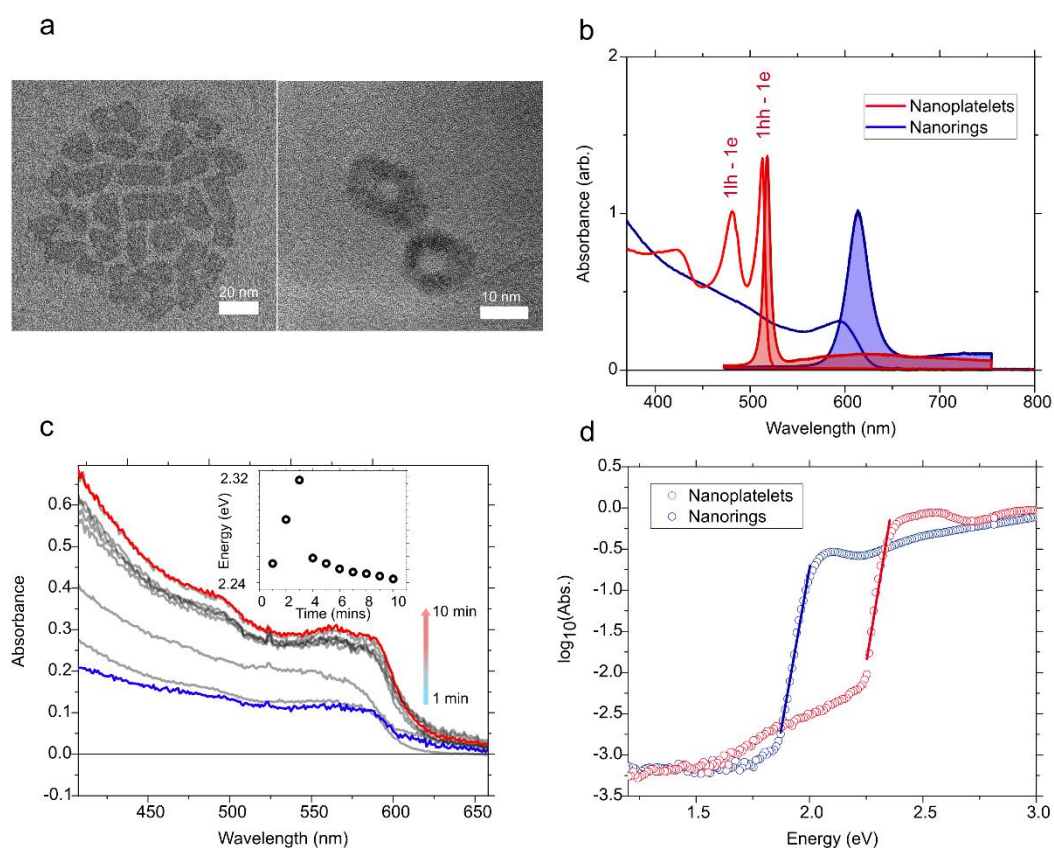 a
20 nm
10 nm
b
2
1
0
Absorbance (arb.)
1lh - 1e
1hh - 1e
Nanoplatelets
Nanorings
400
500
600
700
800
Wavelength (nm)
c
0.6
0.5
0.4
0.3
0.2
0.1
0.0
-0.1
Absorbance
2.32
2.24
Energy (eV)
0 2 4 6 8 10
Time (mins)
10 min
1 min
450
500
550
600
650
Wavelength (nm)
d
0.5
0.0
-0.5
-1.0
-1.5
-2.0
-2.5
-3.0
-3.5
log10(Abs.)
Nanoplatelets
Nanorings
1.5
2.0
2.5
3.0
Energy (eV)